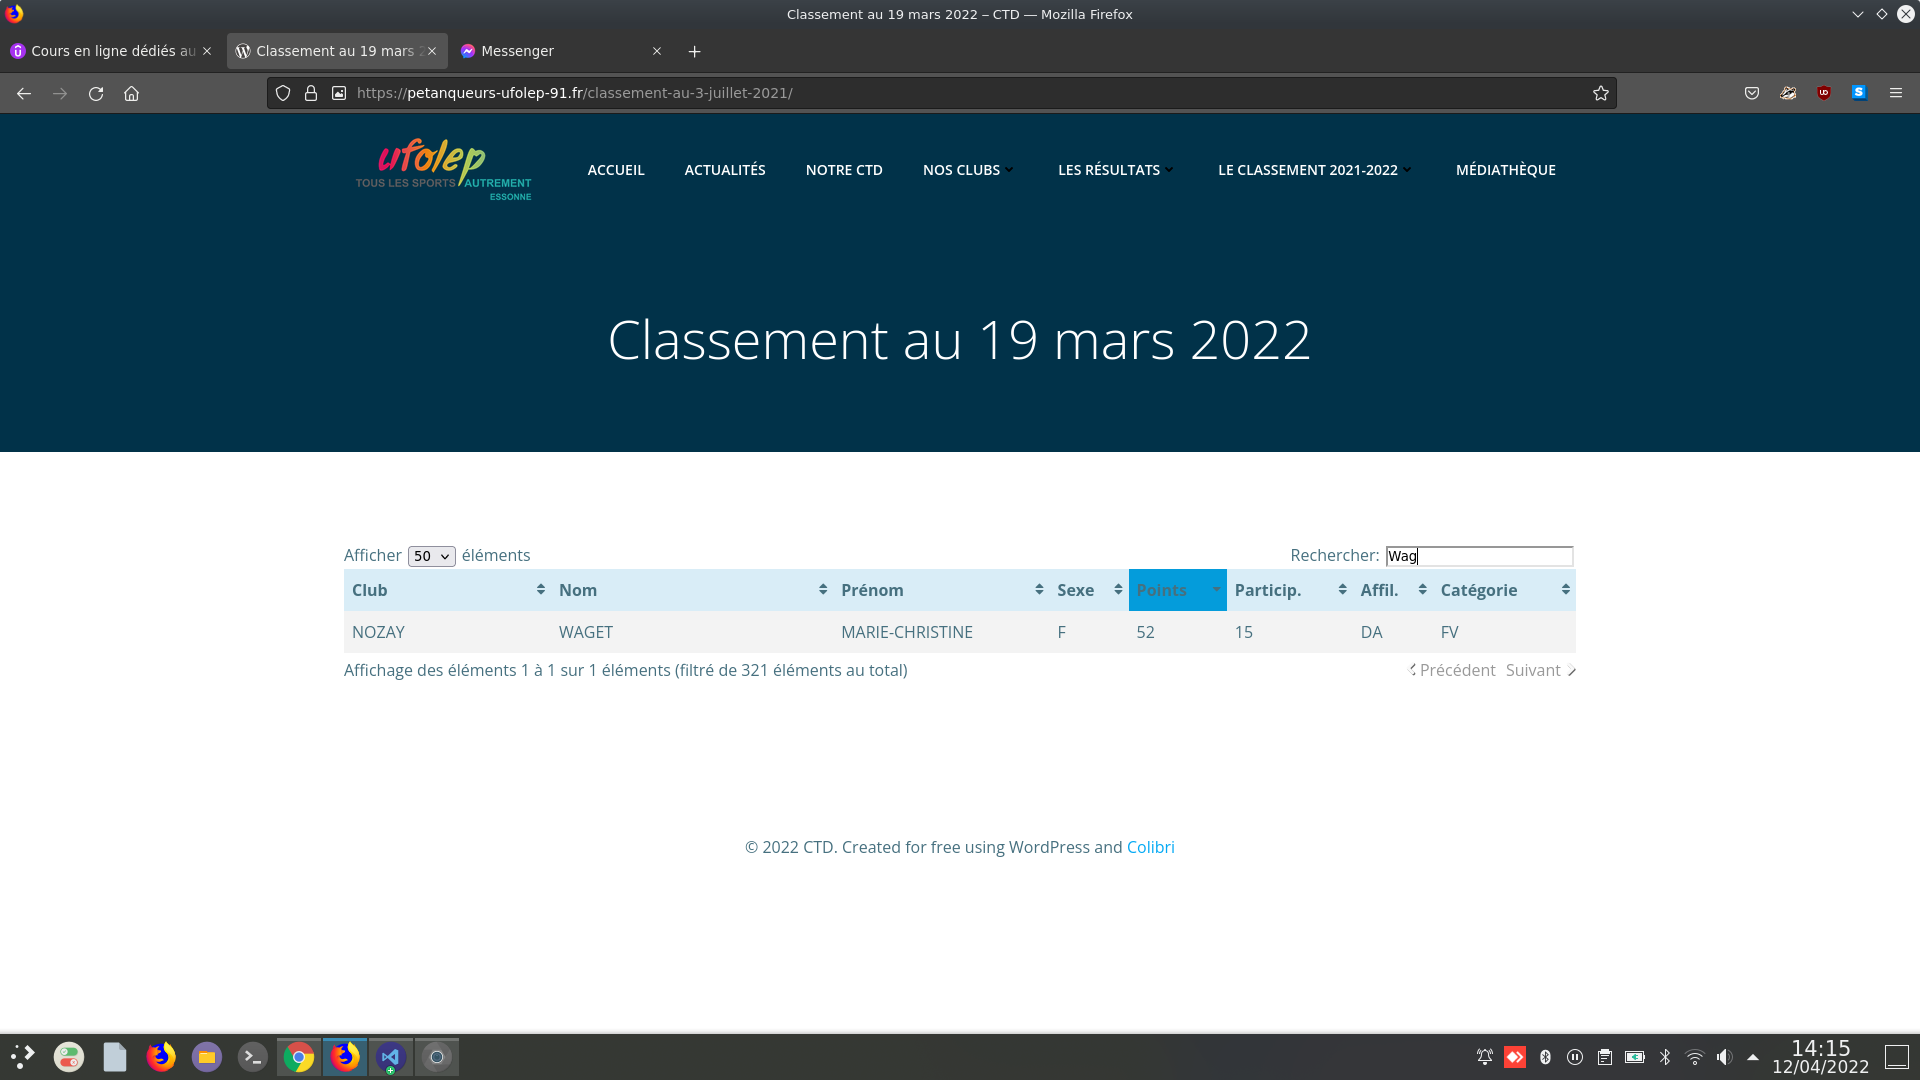 Classement au 19 mars 2022 – CTD — Mozilla Firefox
Cours en ligne dédiés au
Classement au 19 mars 2
Messenger
https://petanqueurs-ufolep-91.fr/classement-au-3-juillet-2021/
ufolep
TOUS LES SPORTS AUTREMENT
ESSONNE
ACCUEIL
ACTUALITÉS
NOTRE CTD
NOS CLUBS
LES RÉSULTATS
LE CLASSEMENT 2021-2022
MÉDIATHÈQUE
Classement au 19 mars 2022
Afficher 50 éléments
Rechercher: Wag
Club Nom Prénom Sexe Points Particip. Affil. Catégorie
NOZAY WAGET MARIE-CHRISTINE F 52 15 DA FV
Affichage des éléments 1 à 1 sur 1 éléments (filtré de 321 éléments au total)
Précédent Suivant
© 2022 CTD. Created for free using WordPress and Colibri
14:15
12/04/2022